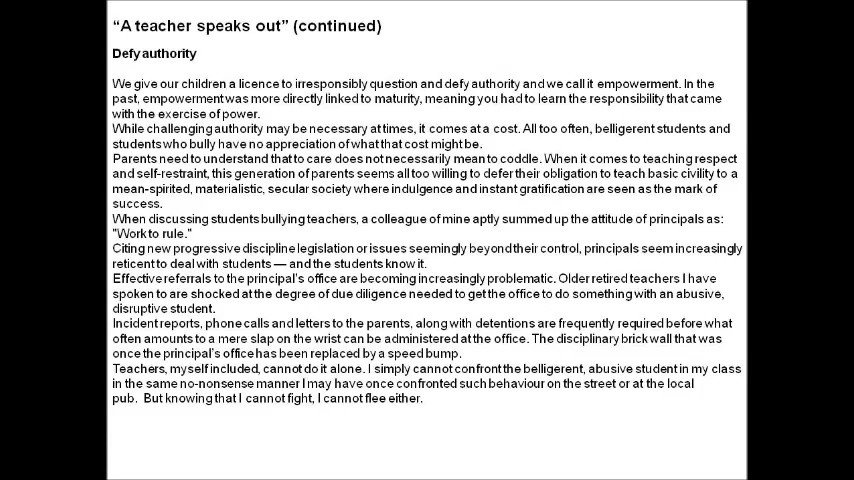 “A teacher speaks out” (continued)
Defy authority
We give our children a licence to irresponsibly question and defy authority and we call it empowerment. In the
past, empowerment was more directly linked to maturity, meaning you had to learn the responsibility that came
with the exercise of power.
While challenging authority may be necessary at times, it comes at a cost. All too often, belligerent students and
students who bully have no appreciation of what that cost might be.
Parents need to understand that to care does not necessarily mean to coddle. When it comes to teaching respect
and self-restraint, this generation of parents seems all too willing to defer their obligation to teach basic civility to a
mean-spirited, materialistic, secular society where indulgence and instant gratification are seen as the mark of
success.
When discussing students bullying teachers, a colleague of mine aptly summed up the attitude of principals as:
"Work to rule."
Citing new progressive discipline legislation or issues seemingly beyond their control, principals seem increasingly
reticent to deal with students — and the students know it.
Effective referrals to the principal's office are becoming increasingly problematic. Older retired teachers I have
spoken to are shocked at the degree of due diligence needed to get the office to do something with an abusive,
disruptive student.
Incident reports, phone calls and letters to the parents, along with detentions are frequently required before what
often amounts to a mere slap on the wrist can be administered at the office. The disciplinary brick wall that was
once the principal's office has been replaced by a speed bump.
Teachers, myself included, cannot do it alone. I simply cannot confront the belligerent, abusive student in my class
in the same no-nonsense manner I may have once confronted such behaviour on the street or at the local
pub.  But knowing that I cannot fight, I cannot flee either.